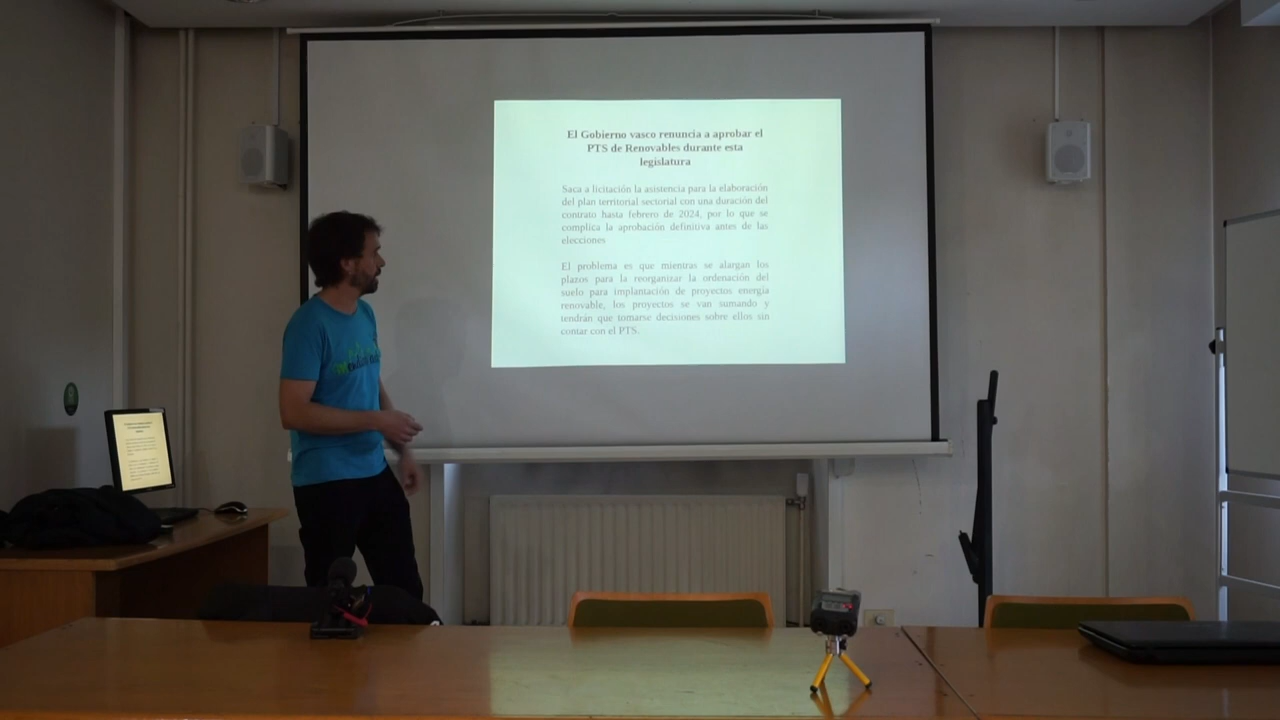 El Gobierno vasco renuncia a aprobar el
PTS de Renovables durante esta
legislatura
Saca a licitación la asistencia para la elaboración
del plan territorial sectorial con una duración del
contrato hasta febrero de 2024, por lo que se
complica la aprobación definitiva antes de las
elecciones
El problema es que mientras se alargan los
plazos para la reorganizar la ordenación del
suelo para implantación de proyectos energía
renovable, los proyectos se van sumando y
tendrán que tomarse decisiones sobre ellos sin
contar con el PTS.